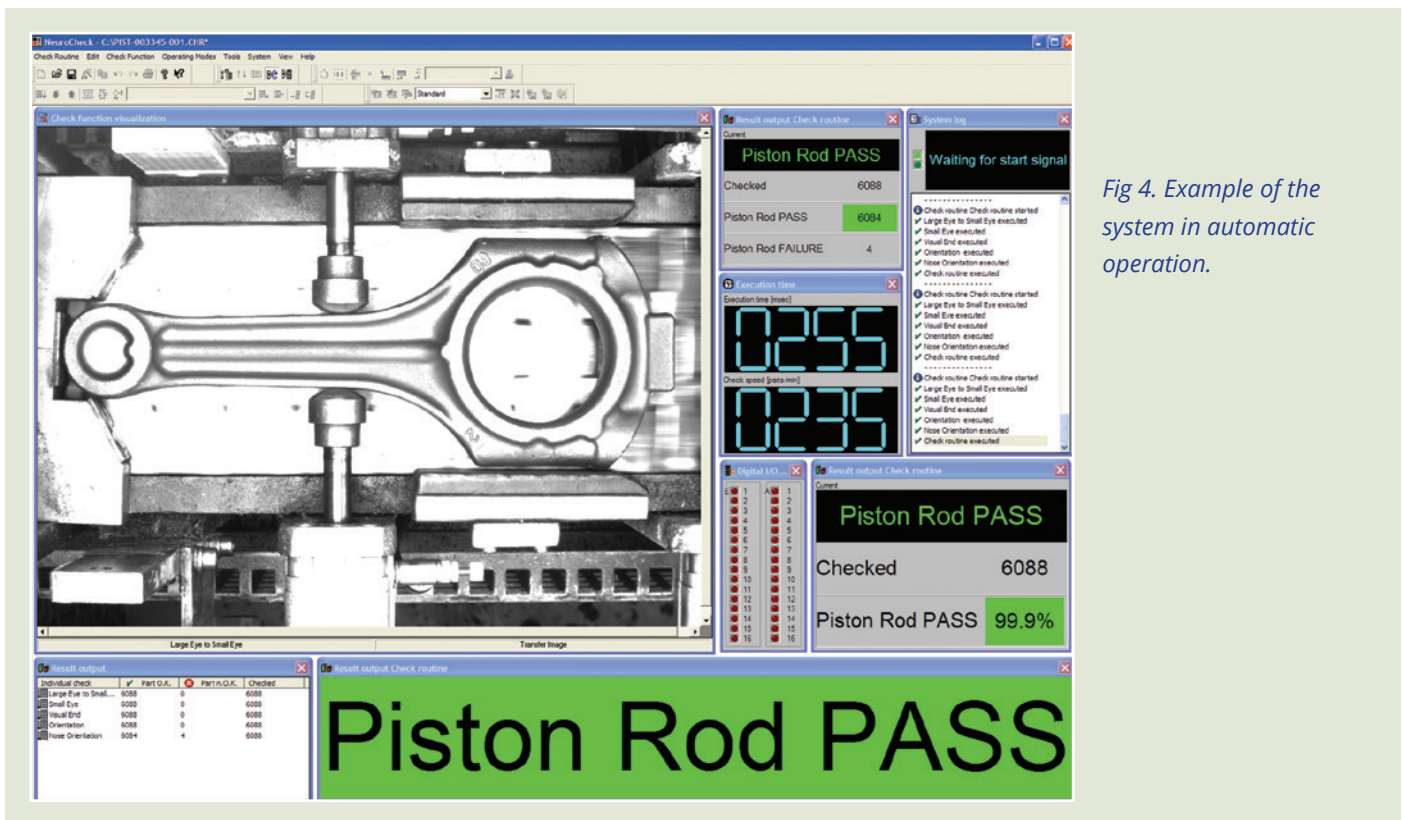 NeuroCheck - C:\PIST-003345-001.CHR*
Check Routine Edit Check Function Operating Modes Tools System View Help
Standard
Check function visualization
Large Eye to Small Eye
Transfer Image
Result output Check routine
Current
Piston Rod PASS
Checked 6088
Piston Rod PASS 6084
Piston Rod FAILURE 4
System log
Waiting for start signal
- - - - - - - - - - - - - - -
Check routine Check routine started
Large Eye to Small Eye executed
Small Eye executed
Visual End executed
Orientation executed
Nose Orientation executed
Check routine executed
- - - - - - - - - - - - - - -
Check routine Check routine started
Large Eye to Small Eye executed
Small Eye executed
Visual End executed
Orientation executed
Nose Orientation executed
Check routine executed
- - - - - - - - - - - - - - -
Check routine Check routine started
Large Eye to Small Eye executed
Small Eye executed
Visual End executed
Orientation executed
Nose Orientation executed
Check routine executed
Execution time
Execution time [msec]
0255
Check speed [parts/min]
0235
Digital I/O ...
E 1 A 1
2 2
3 3
4 4
5 5
6 6
7 7
8 8
9 9
10 10
11 11
12 12
13 13
14 14
15 15
16 16
Result output Check routine
Current
Piston Rod PASS
Checked 6088
Piston Rod PASS 99.9%
Result output
Individual check Part O.K. Part n.O.K. Checked
Large Eye to Small... 6088 0 6088
Small Eye 6088 0 6088
Visual End 6088 0 6088
Orientation 6088 0 6088
Nose Orientation 6084 4 6088
Result output Check routine
Piston Rod PASS
Fig 4. Example of the
system in automatic
operation.